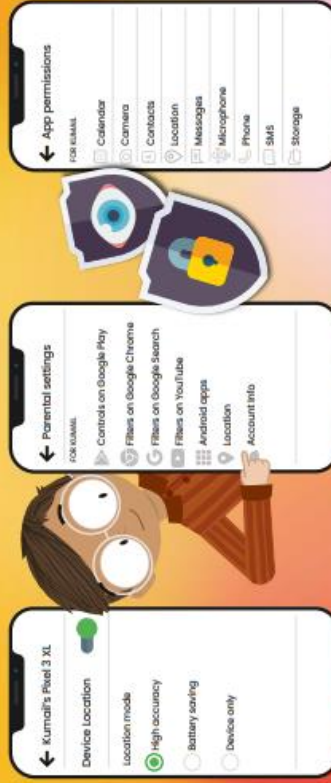 ← Kumail's Pixel 3 XL
Device Location
Location mode
High accuracy
Battery saving
Device only
← Parental settings
FOR KUMAIL
Controls on Google Play
Filters on Google Chrome
Filters on Google Search
Filters on YouTube
Android apps
Location
Account Info
← App permissions
FOR KUMAIL
Calendar
Camera
Contacts
Location
Messages
Microphone
Phone
SMS
Storage